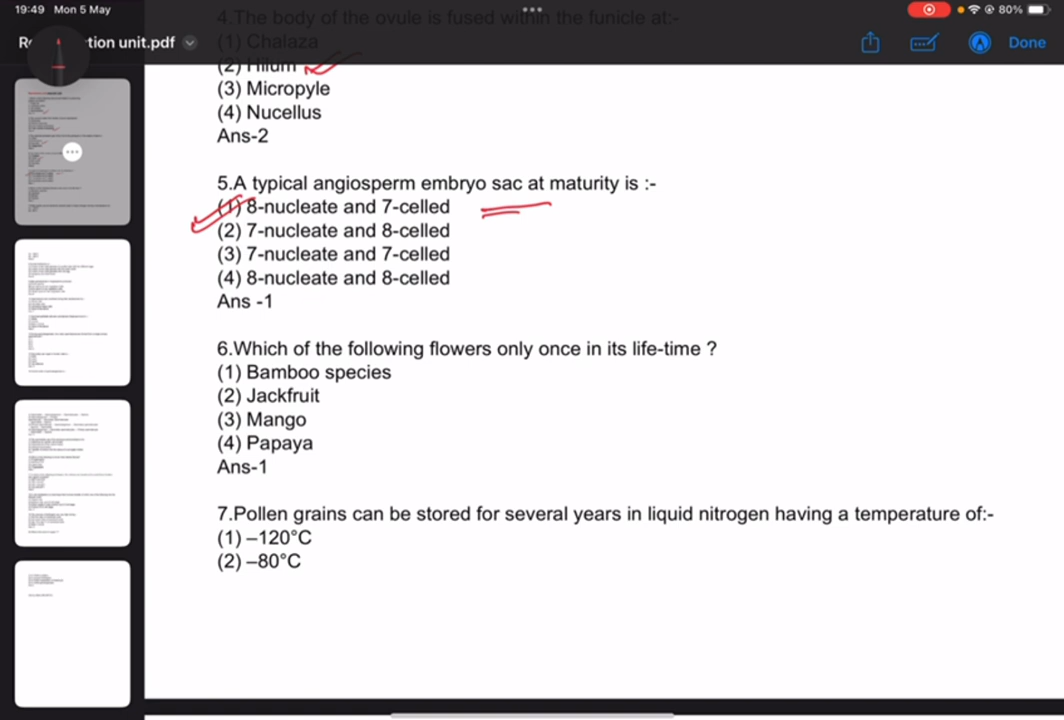 19:49 Mon 5 May
80%
4.The body of the ovule is fused within the funicle at:-
(1) Chalaza
tion unit.pdf
Done
(2) Hilum
(3) Micropyle
(4) Nucellus
Ans-2
5.A typical angiosperm embryo sac at maturity is :-
(1) 8-nucleate and 7-celled
(2) 7-nucleate and 8-celled
(3) 7-nucleate and 7-celled
(4) 8-nucleate and 8-celled
Ans -1
6.Which of the following flowers only once in its life-time ?
(1) Bamboo species
(2) Jackfruit
(3) Mango
(4) Papaya
Ans-1
7.Pollen grains can be stored for several years in liquid nitrogen having a temperature of:-
(1) –120°C
(2) –80°C